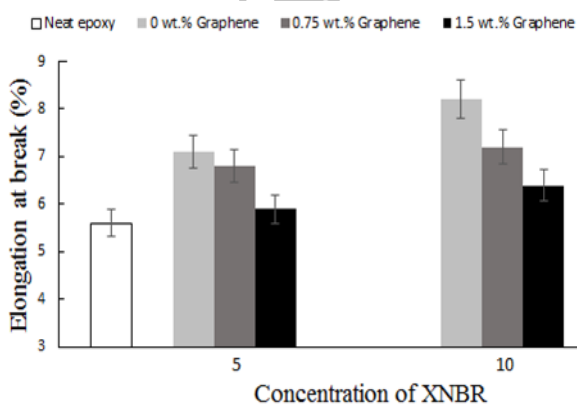 Neat epoxy 0 wt.% Graphene 0.75 wt.% Graphene 1.5 wt.% Graphene
Elongation at break (%)
9
8
7
6
5
4
3
5 10
Concentration of XNBR